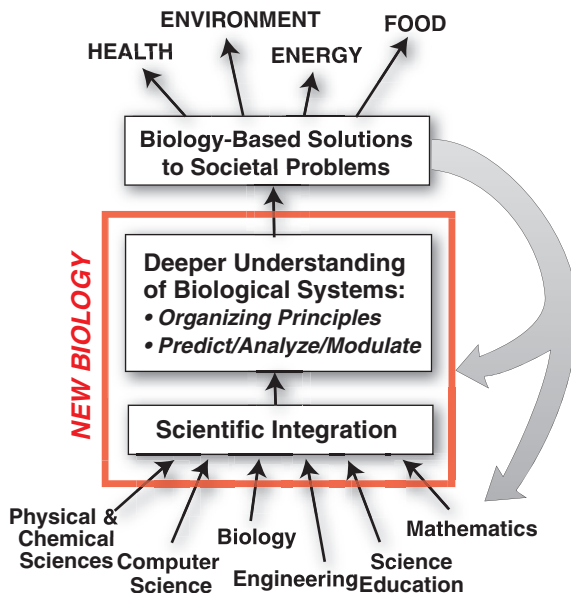 ENVIRONMENT
FOOD
HEALTH
ENERGY
Biology-Based Solutions
to Societal Problems
NEW BIOLOGY
Deeper Understanding
of Biological Systems:
• Organizing Principles
• Predict/Analyze/Modulate
Scientific Integration
Physical &
Chemical
Sciences
Computer
Science
Biology
Engineering
Science
Education
Mathematics